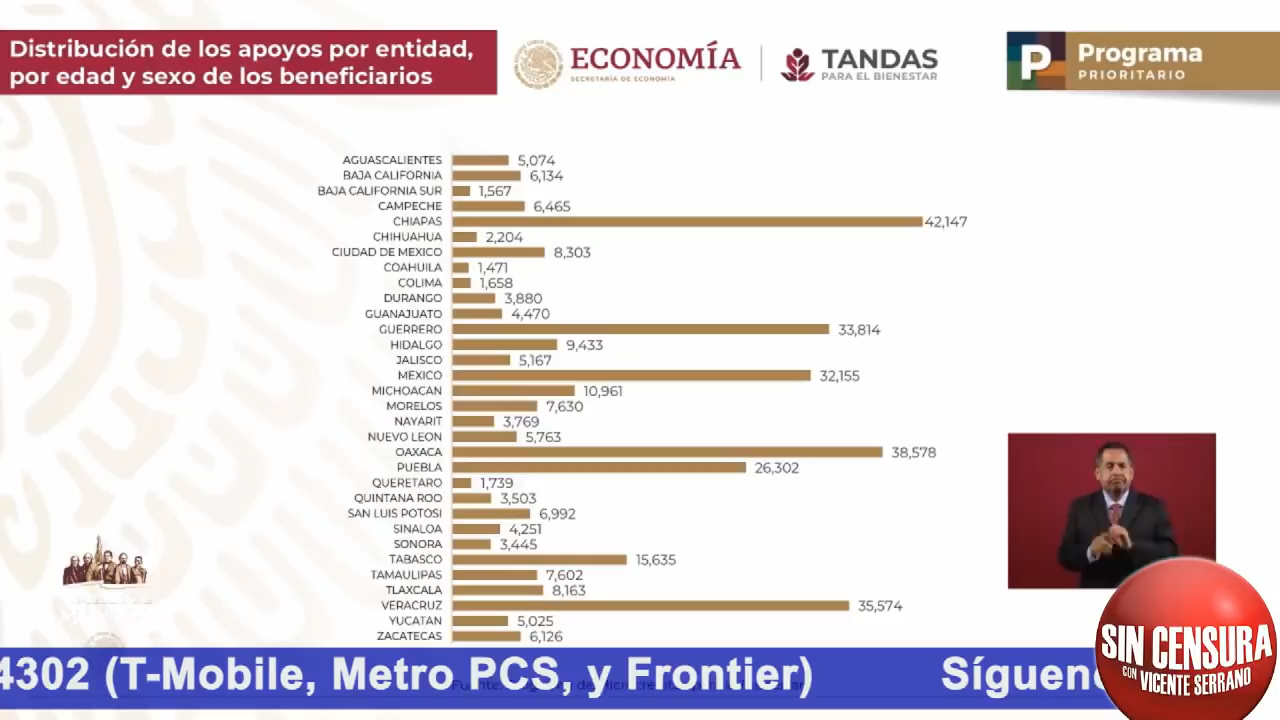 Distribución de los apoyos por entidad,
por edad y sexo de los beneficiarios
ECONOMÍA
SECRETARÍA DE ECONOMÍA
TANDAS
PARA EL BIENESTAR
P
Programa
PRIORITARIO
AGUASCALIENTES 5,074
BAJA CALIFORNIA 6,134
BAJA CALIFORNIA SUR 1,567
CAMPECHE 6,465
CHIAPAS 42,147
CHIHUAHUA 2,204
CIUDAD DE MEXICO 8,303
COAHUILA 1,471
COLIMA 1,658
DURANGO 3,880
GUANAJUATO 4,470
GUERRERO 33,814
HIDALGO 9,433
JALISCO 5,167
MEXICO 32,155
MICHOACAN 10,961
MORELOS 7,630
NAYARIT 3,769
NUEVO LEON 5,763
OAXACA 38,578
PUEBLA 26,302
QUERETARO 1,739
QUINTANA ROO 3,503
SAN LUIS POTOSI 6,992
SINALOA 4,251
SONORA 3,445
TABASCO 15,635
TAMAULIPAS 7,602
TLAXCALA 8,163
VERACRUZ 35,574
YUCATAN 5,025
ZACATECAS 6,126
4302 (T-Mobile, Metro PCS, y Frontier) Síguen
SIN CENSURA
CON VICENTE SERRANO